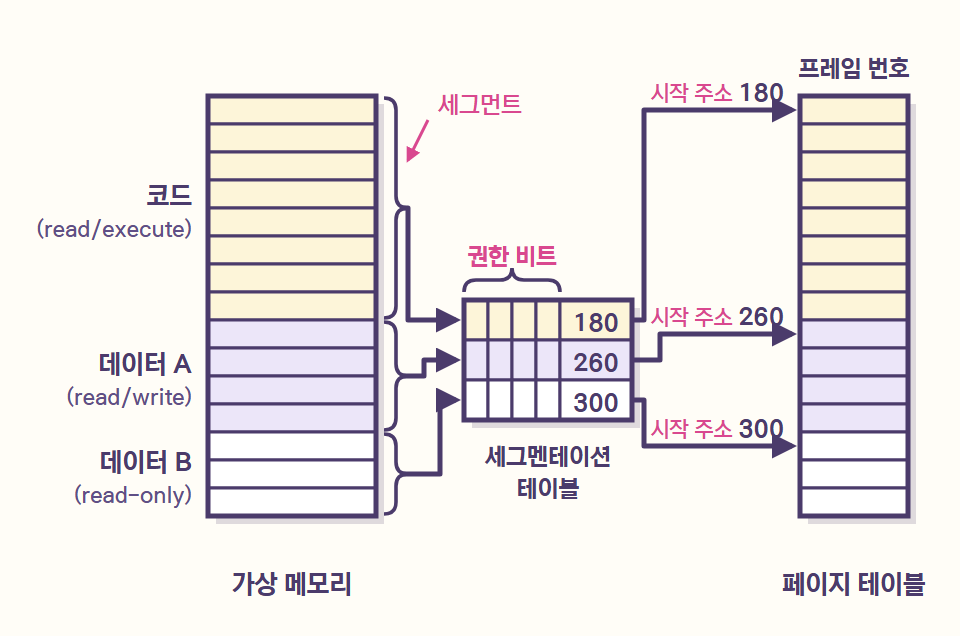 프레임 번호
시작 주소 180
세그먼트
코드
(read/execute)
권한 비트
180
260
300
시작 주소 260
시작 주소 300
데이터 A
(read/write)
데이터 B
(read-only)
세그멘테이션
테이블
가상 메모리
페이지 테이블